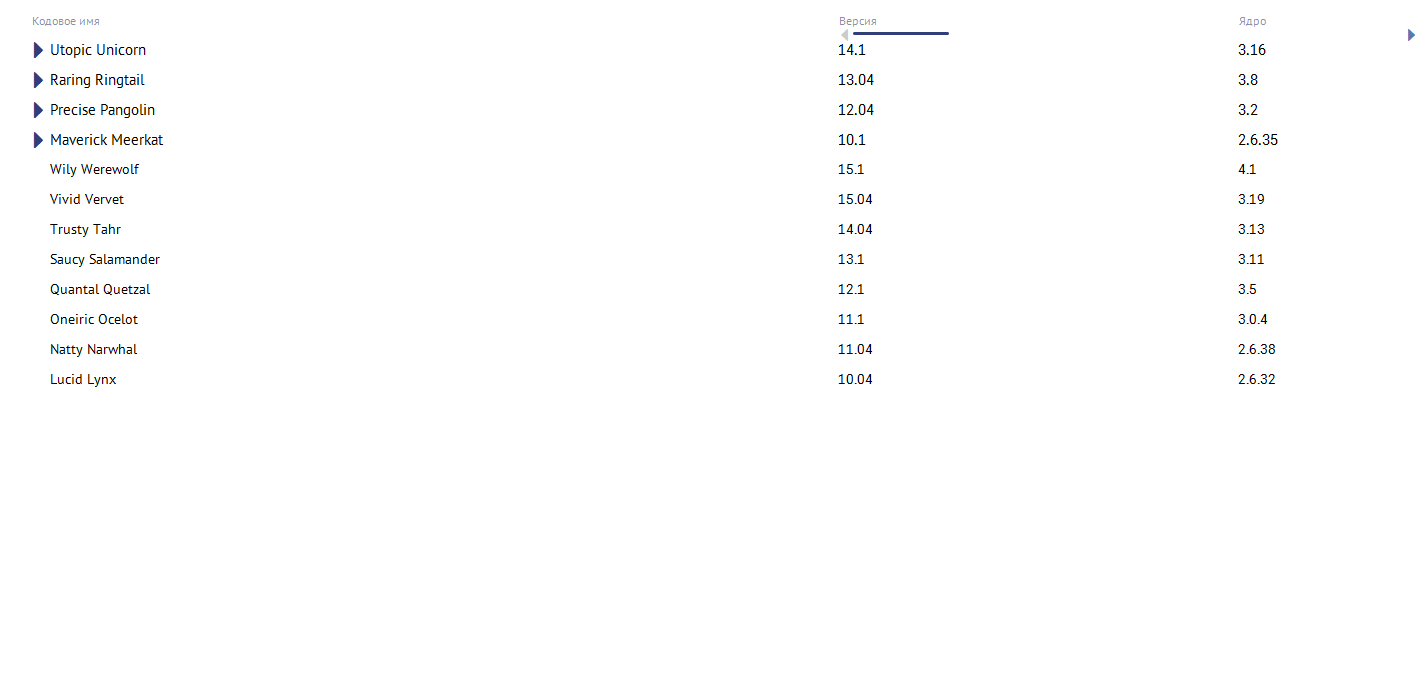 Кодовое имя Версия Ядро
Utopic Unicorn 14.1 3.16
Raring Ringtail 13.04 3.8
Precise Pangolin 12.04 3.2
Maverick Meerkat 10.1 2.6.35
Wily Werewolf 15.1 4.1
Vivid Vervet 15.04 3.19
Trusty Tahr 14.04 3.13
Saucy Salamander 13.1 3.11
Quantal Quetzal 12.1 3.5
Oneiric Ocelot 11.1 3.0.4
Natty Narwhal 11.04 2.6.38
Lucid Lynx 10.04 2.6.32